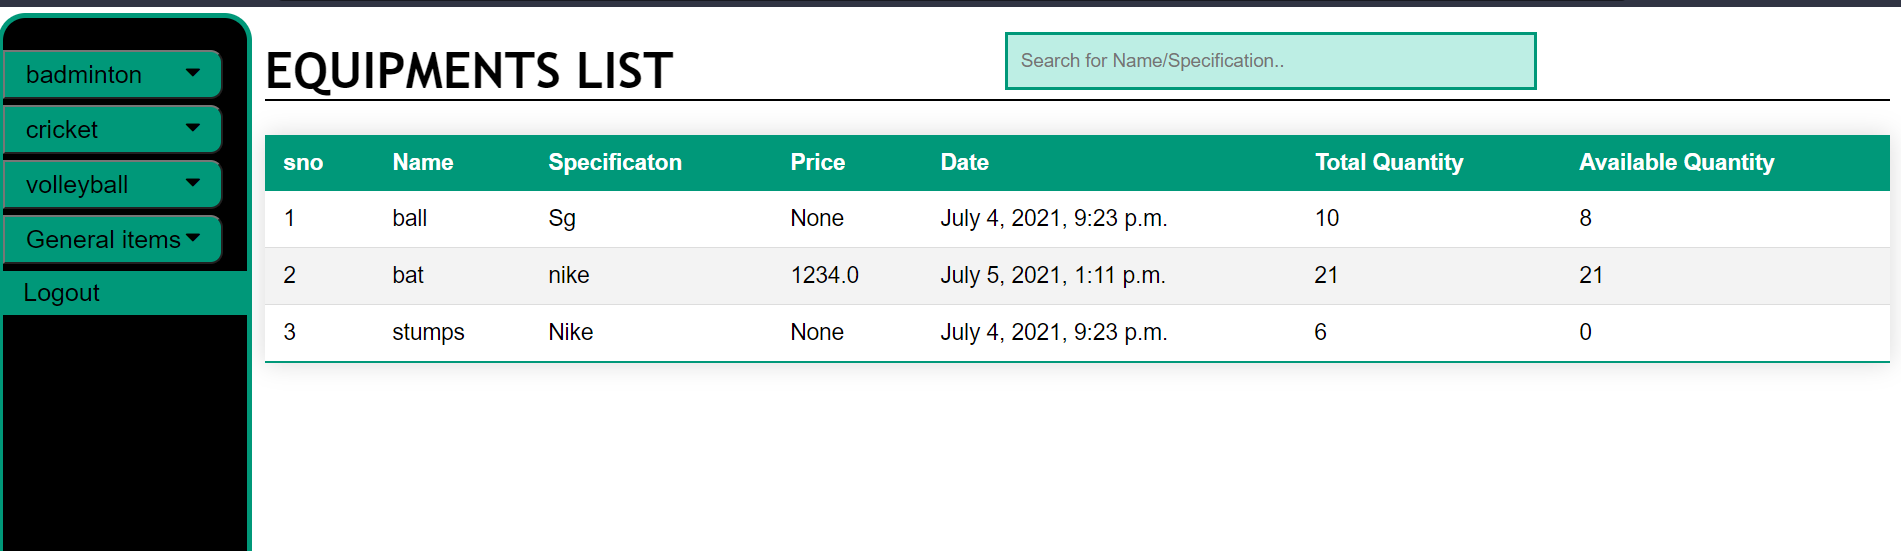 badminton
cricket
volleyball
General items
Logout
EQUIPMENTS LIST
Search for Name/Specification..
sno Name Specificaton Price Date Total Quantity Available Quantity
1 ball Sg None July 4, 2021, 9:23 p.m. 10 8
2 bat nike 1234.0 July 5, 2021, 1:11 p.m. 21 21
3 stumps Nike None July 4, 2021, 9:23 p.m. 6 0